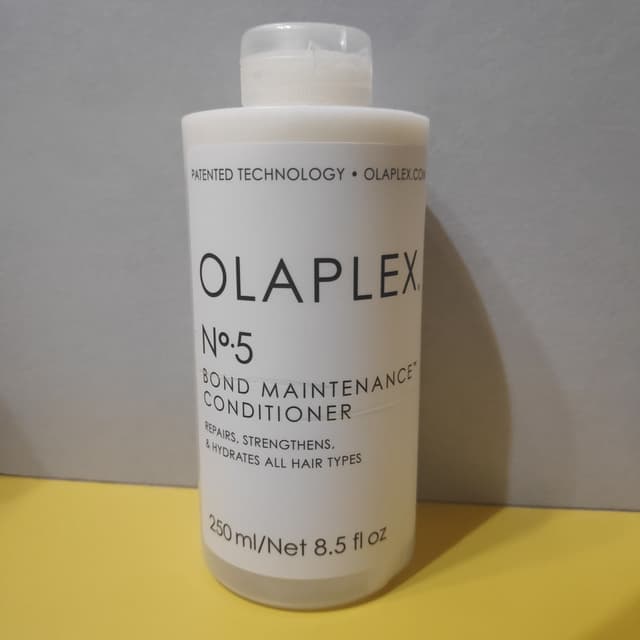 PATENTED TECHNOLOGY • OLAPLEX.COM
OLAPLEX.
Nº.5
BOND MAINTENANCE™
CONDITIONER
REPAIRS, STRENGTHENS,
& HYDRATES ALL HAIR TYPES
250 ml/Net 8.5 fl oz